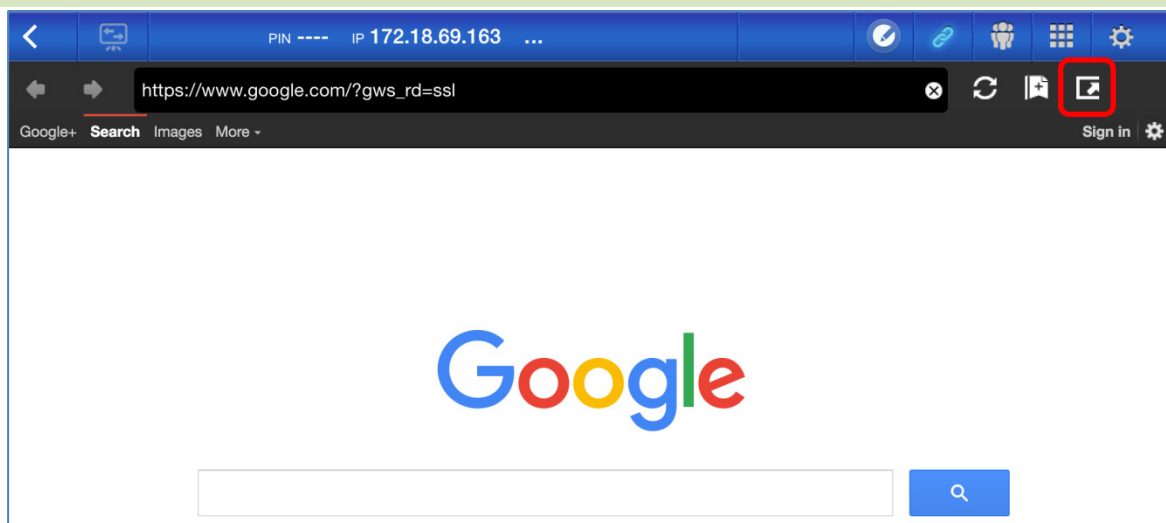 PIN ---- IP 172.18.69.163 ...
https://www.google.com/?gws_rd=ssl
Google+ Search Images More Sign in
Google